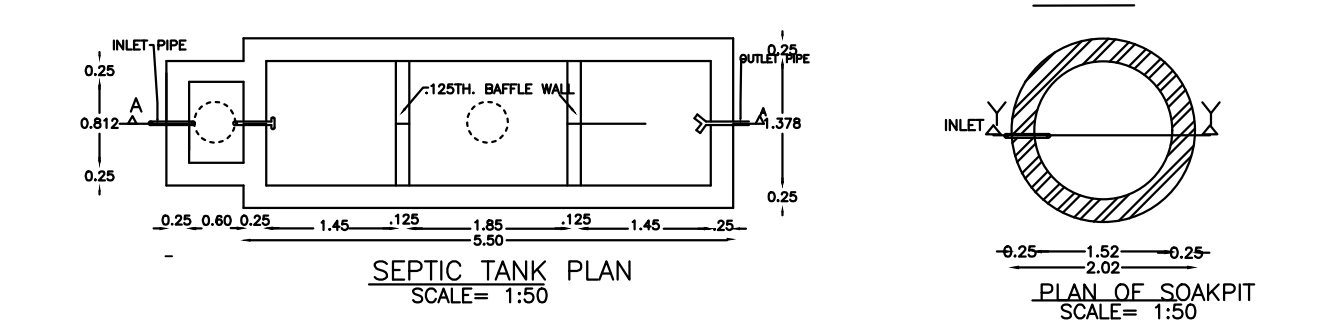 INLET PIPE
0.25
OUTLET PIPE
0.25
.125TH. BAFFLE WALL
A
0.812
A
1.378
0.25
0.25
0.25 0.60 0.25 1.45 .125 1.85 .125 1.45 .25
5.50
SEPTIC TANK PLAN
SCALE= 1:50
Y
Y
INLET
0.25 1.52 0.25
2.02
PLAN OF SOAKPIT
SCALE= 1:50